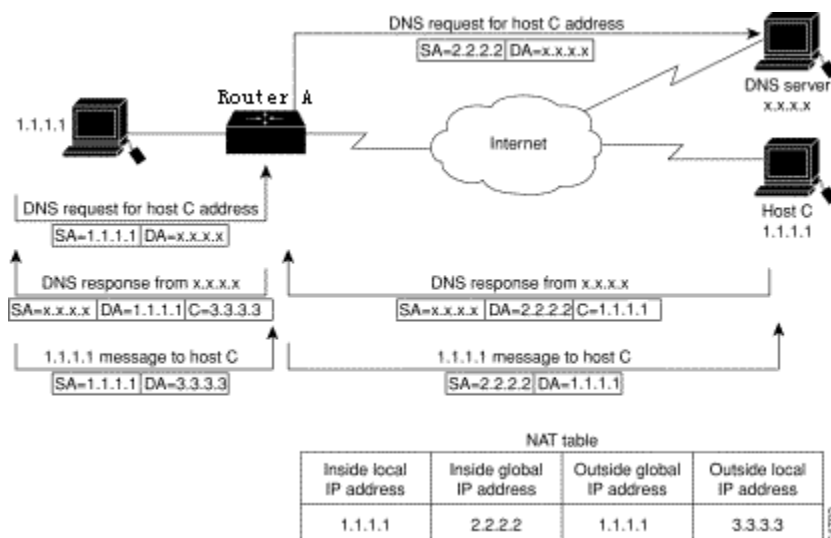 DNS request for host C address
SA=2.2.2.2 DA=x.x.x.x
DNS server
x.x.x.x
Router A
1.1.1.1
Internet
DNS request for host C address
SA=1.1.1.1 DA=x.x.x.x
Host C
1.1.1.1
DNS response from x.x.x.x
SA=x.x.x.x DA=1.1.1.1 C=3.3.3.3
DNS response from x.x.x.x
SA=x.x.x.x DA=2.2.2.2 C=1.1.1.1
1.1.1.1 message to host C
SA=1.1.1.1 DA=3.3.3.3
1.1.1.1 message to host C
SA=2.2.2.2 DA=1.1.1.1
NAT table
Inside local IP address
Inside global IP address
Outside global IP address
Outside local IP address
1.1.1.1 2.2.2.2 1.1.1.1 3.3.3.3